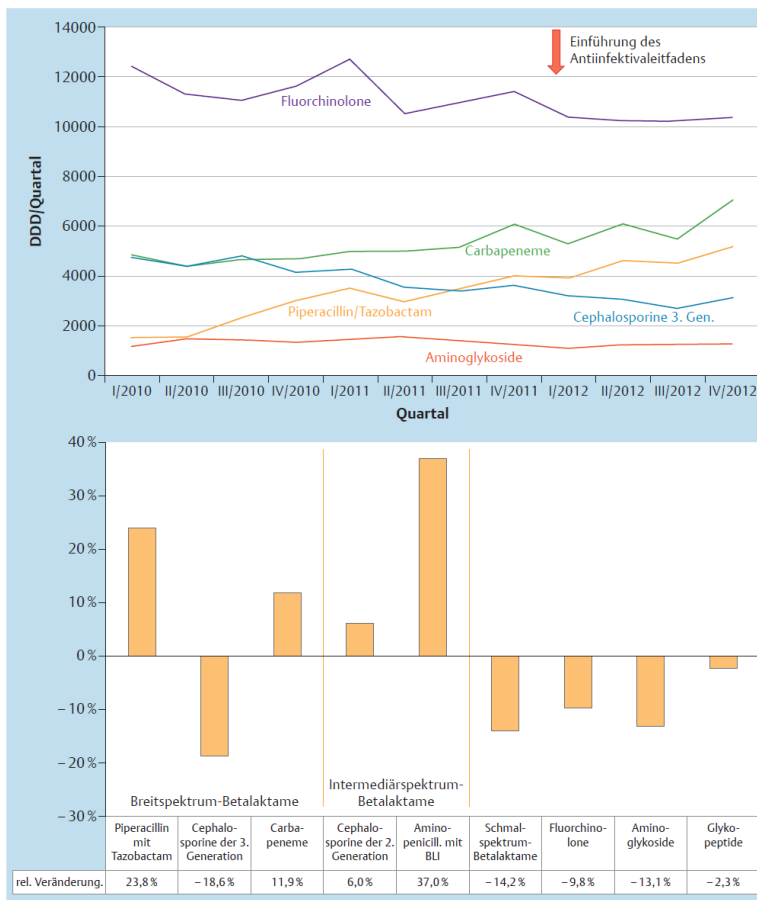 14000
Einführung des
Antiinfektivaleitfadens
12000
Fluorchinolone
10000
8000
DDD/Quartal
6000
Carbapeneme
4000
Piperacillin/Tazobactam
Cephalosporine 3. Gen.
2000
Aminoglykoside
0
I/2010 II/2010 III/2010 IV/2010 I/2011 II/2011 III/2011 IV/2011 I/2012 II/2012 III/2012 IV/2012
Quartal
40 %
30 %
20 %
10 %
0 %
– 10 %
– 20 %
Breitspektrum-Betalaktame
Intermediärspektrum-
Betalaktame
– 30 %
Piperacillin
mit
Tazobactam
Cephalo-
sporine der 3.
Generation
Carba-
peneme
Cephalo-
sporine der 2.
Generation
Amino-
penicill. mit
BLI
Schmal-
spektrum-
Betalaktame
Fluorchino-
lone
Amino-
glykoside
Glyko-
peptide
rel. Veränderung. 23,8 % – 18,6 % 11,9 % 6,0 % 37,0 % – 14,2 % – 9,8 % – 13,1 % – 2,3 %